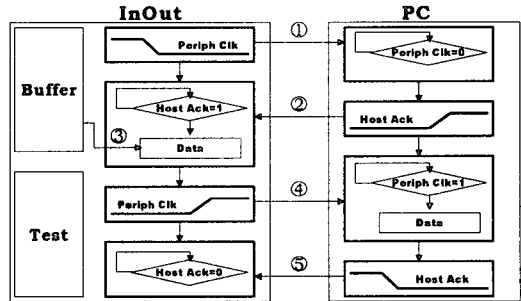 InOut
PC
①
Periph Clk
Periph Clk=0
Buffer
Host Ack=1
②
Host Ack
③
Data
Periph Clk
④
Periph Clk=1
Data
Test
Host Ack=0
⑤
Host Ack